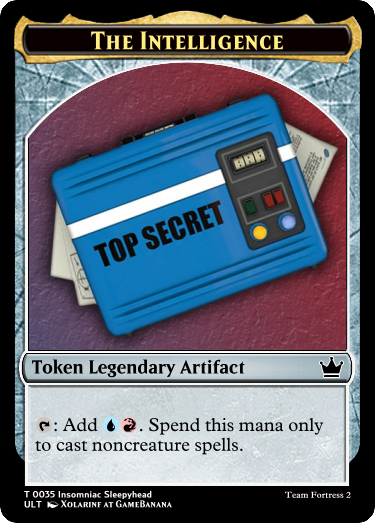 THE INTELLIGENCE
TOP SECRET
Token Legendary Artifact
: Add . Spend this mana only
to cast noncreature spells.
T 0035 Insomniac Sleepyhead
ULT XOLARINF AT GAMEBANANA
Team Fortress 2